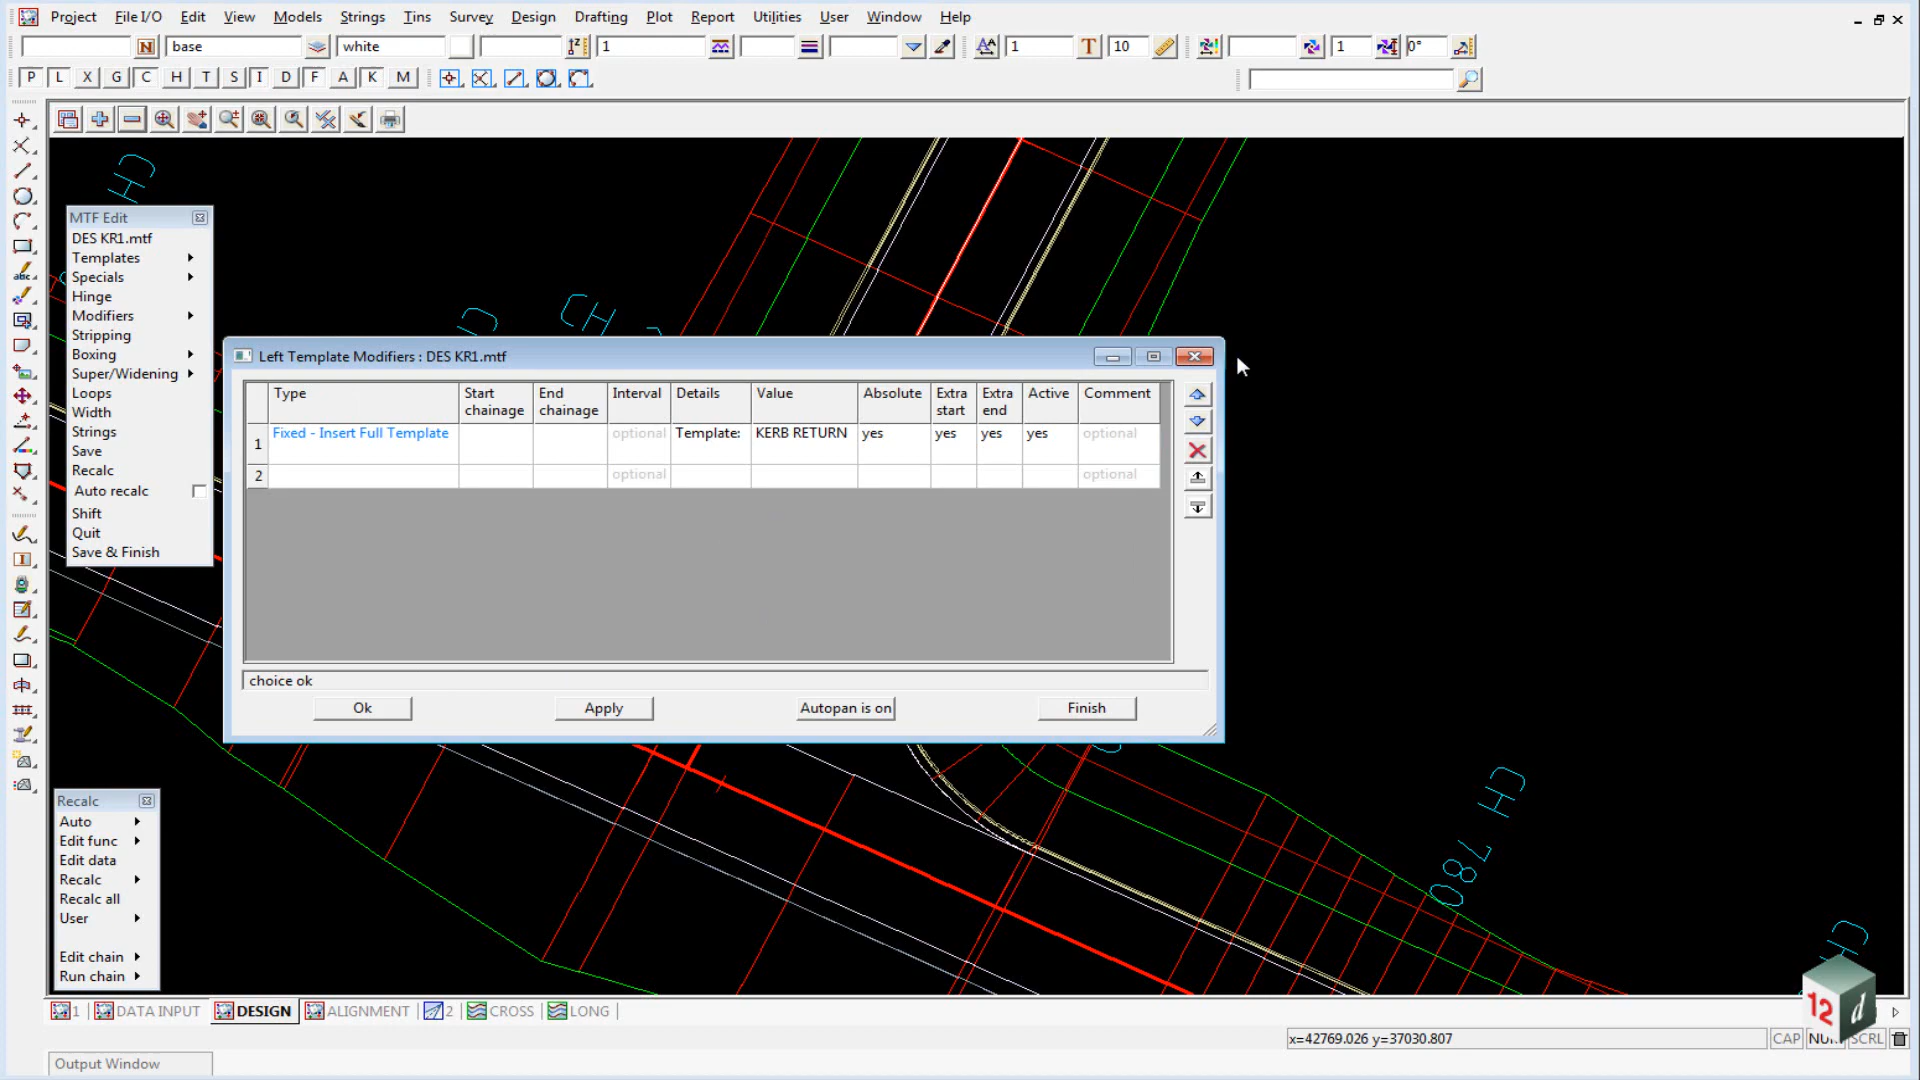 Project File I/O Edit View Models Strings Tins Survey Design Drafting Plot Report Utilities User Window Help
N base white 1 T 1 10 1 0°
P L X G C H T S I D F A K M
CH
MTF Edit
DES KR1.mtf
Templates
Specials
Hinge
Modifiers
Stripping
Boxing
Super/Widening
Loops
Width
Strings
Save
Recalc
Auto recalc
Shift
Quit
Save & Finish
CH
Left Template Modifiers : DES KR1.mtf
Type Start chainage End chainage Interval Details Value Absolute Extra start Extra end Active Comment
1 Fixed - Insert Full Template optional Template: KERB RETURN yes yes yes yes optional
2 optional optional
choice ok
Ok Apply Autopan is on Finish
Recalc
Auto
Edit func
Edit data
Recalc
Recalc all
User
Edit chain
Run chain
CH 780
CH
12d
1 DATA INPUT DESIGN ALIGNMENT 2 CROSS LONG
x=42769.026 y=37030.807 CAP NUM SCRL
Output Window